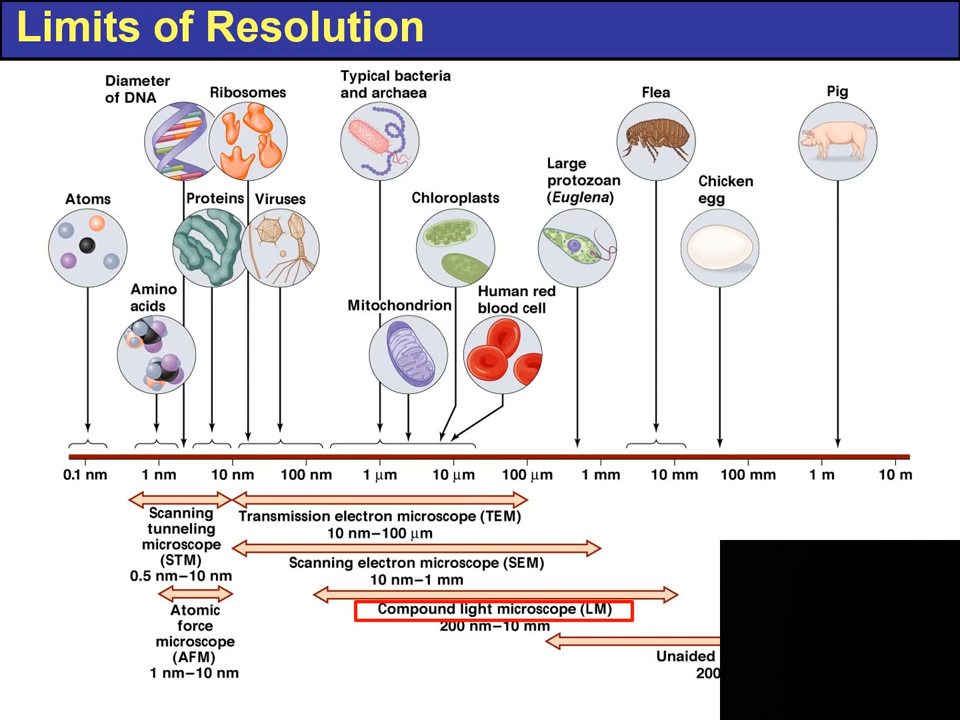 Limits of Resolution
Diameter
of DNA
Ribosomes
Typical bacteria
and archaea
Flea
Pig
Atoms
Proteins
Viruses
Chloroplasts
Large
protozoan
(Euglena)
Chicken
egg
Amino
acids
Mitochondrion
Human red
blood cell
0.1 nm
1 nm
10 nm
100 nm
1 μm
10 μm
100 μm
1 mm
10 mm
100 mm
1 m
10 m
Scanning
tunneling
microscope
(STM)
0.5 nm–10 nm
Transmission electron microscope (TEM)
10 nm–100 μm
Scanning electron microscope (SEM)
10 nm–1 mm
Atomic
force
microscope
(AFM)
1 nm–10 nm
Compound light microscope (LM)
200 nm–10 mm
Unaided
200